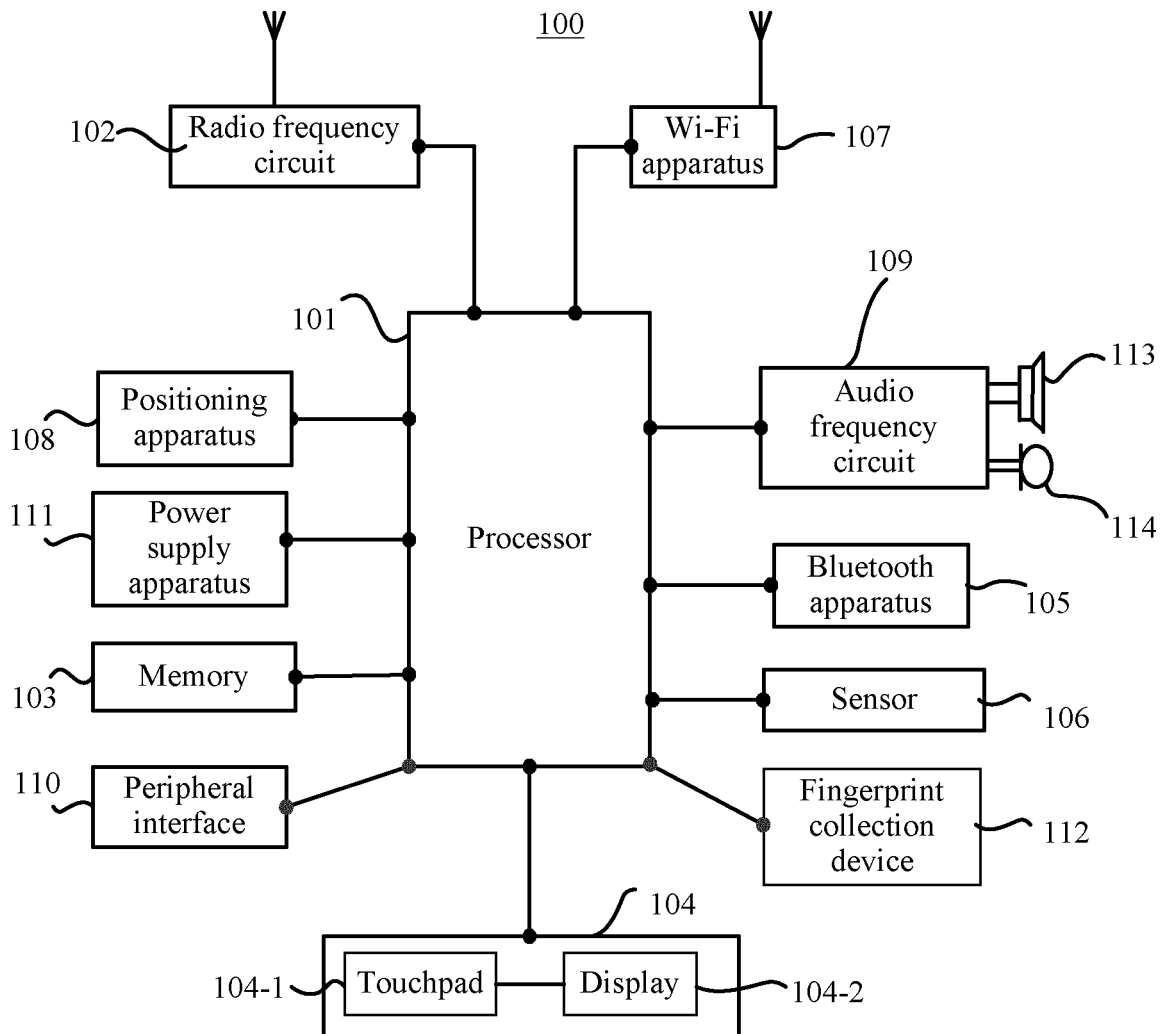 100
102
Radio frequency
circuit
Wi-Fi
apparatus
107
109
101
113
Positioning
apparatus
108
Audio
frequency
circuit
111
Power
supply
apparatus
114
Processor
Bluetooth
apparatus
105
103
Memory
Sensor
106
110
Peripheral
interface
Fingerprint
collection
device
112
104
104-1
Touchpad
Display
104-2